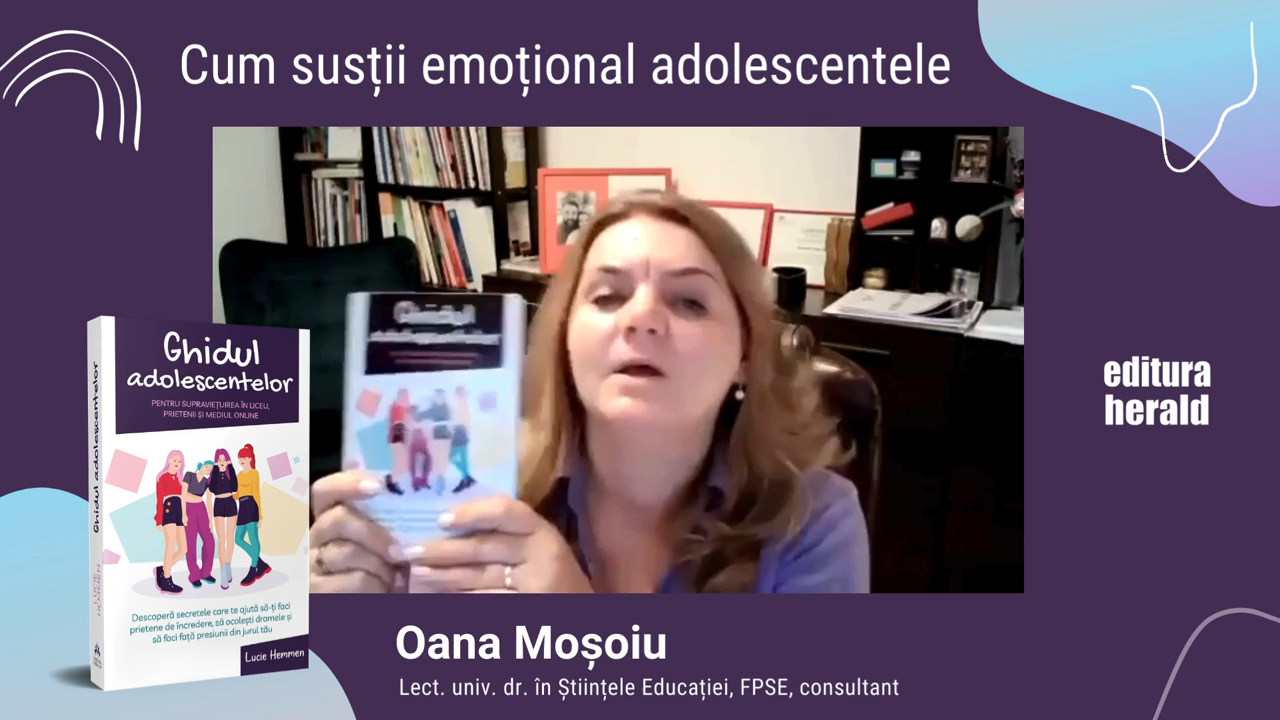 Cum susții emoțional adolescentele
Ghidul
adolescentelor
PENTRU SUPRAVIEȚUIREA ÎN LICEU,
PRIETENII ȘI MEDIUL ONLINE
Descoperă secretele care te ajută să-ți faci
prietene de încredere, să ocolești dramele și
să faci față presiunii din jurul tău
Lucie Hemmen
Ghidul adolescentelor
LUCIE
HEMMEN
editura
herald
Oana Moșoiu
Lect. univ. dr. în Științele Educației, FPSE, consultant